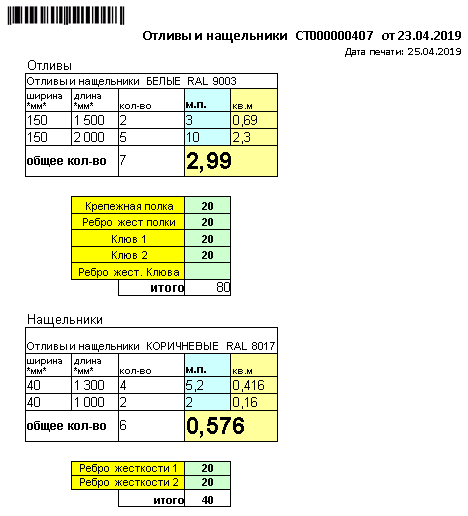 Отливы и нащельники СТ000000407 от 23.04.2019
Дата печати: 25.04.2019
Отливы
Отливы и нащельники БЕЛЫЕ RAL 9003
ширина *мм* длина *мм* кол-во м.п. кв.м
150 1 500 2 3 0,69
150 2 000 5 10 2,3
общее кол-во 7 2,99
Крепежная полка 20
Ребро жест полки 20
Клюв 1 20
Клюв 2 20
Ребро жест. Клюва
итого 80
Нащельники
Отливы и нащельники КОРИЧНЕВЫЕ RAL 8017
ширина *мм* длина *мм* кол-во м.п. кв.м
40 1 300 4 5,2 0,416
40 1 000 2 2 0,16
общее кол-во 6 0,576
Ребро жесткости 1 20
Ребро жесткости 2 20
итого 40